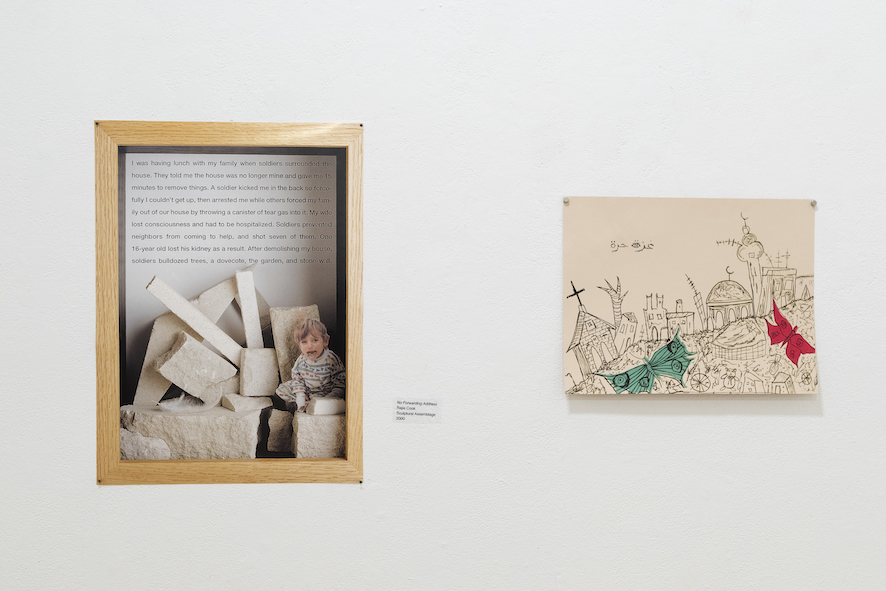 I was having lunch with my family when soldiers surrounded the
house. They told me the house was no longer mine and gave me 15
minutes to remove things. A soldier kicked me in the back so force-
fully I couldn't get up, then arrested me while others forced my fam-
ily out of our house by throwing a canister of tear gas into it. My wife
lost consciousness and had to be hospitalized. Soldiers prevented
neighbors from coming to help, and shot seven of them. One
16-year old lost his kidney as a result. After demolishing my house,
soldiers bulldozed trees, a dovecote, the garden, and stone wall.
No Forwarding Address
Rajie Cook
Sculptural Assemblage
غزة حرة